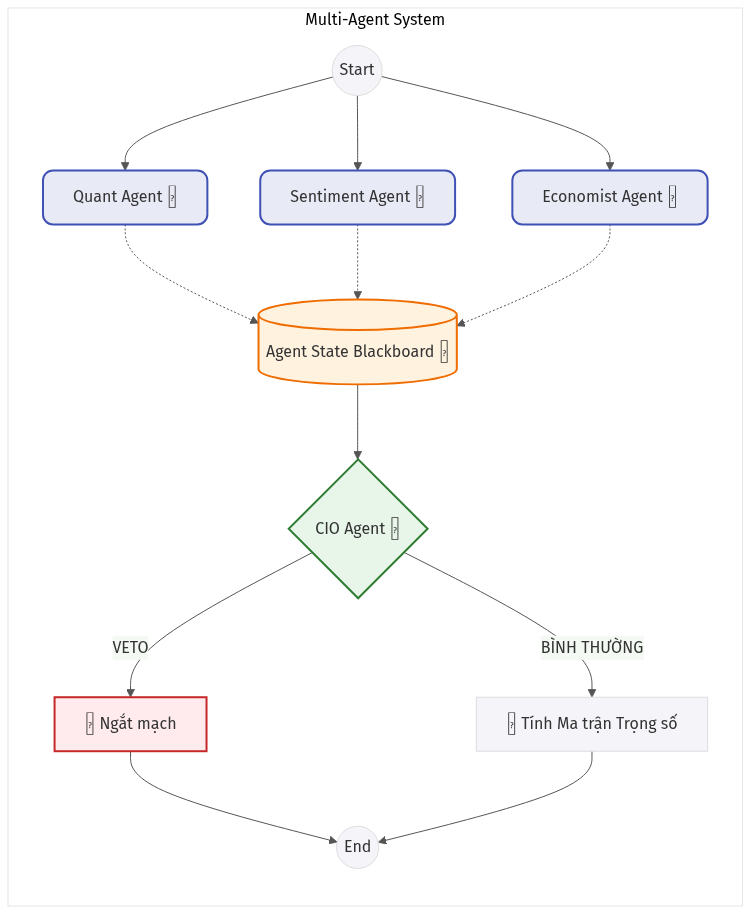 Multi-Agent System
Start
Quant Agent
Sentiment Agent
Economist Agent
Agent State Blackboard
CIO Agent
VETO
BÌNH THƯỜNG
Ngắt mạch
Tính Ma trận Trọng số
End